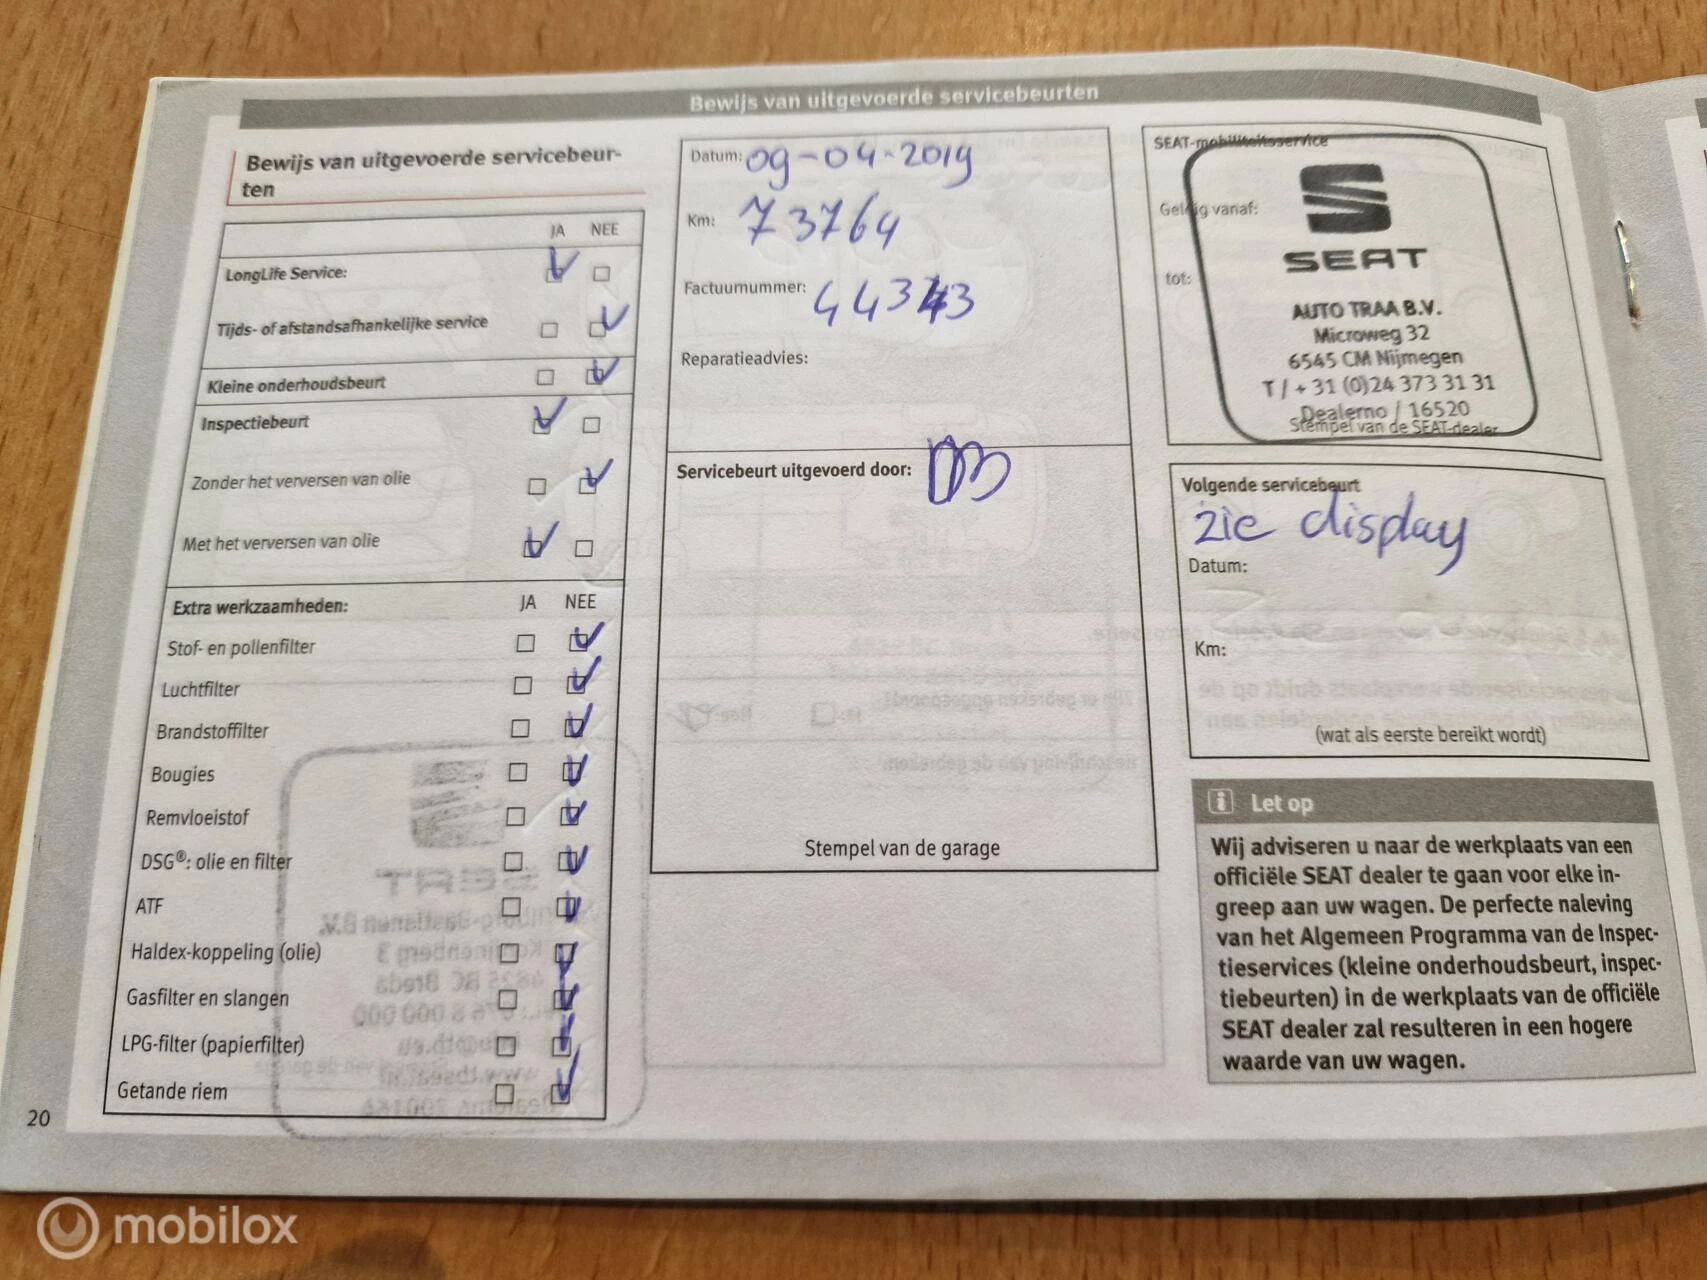 Bewijs van uitgevoerde servicebeurten
Bewijs van uitgevoerde servicebeur-
ten
JA NEE
LongLife Service:
Tijds- of afstandsafhankelijke service
Kleine onderhoudsbeurt
Inspectiebeurt
Zonder het verversen van olie
Met het verversen van olie
Extra werkzaamheden: JA NEE
Stof- en pollenfilter
Luchtfilter
Brandstoffilter
Bougies
Remvloeistof
DSG®: olie en filter
ATF
Haldex-koppeling (olie)
Gasfilter en slangen
LPG-filter (papierfilter)
Getande riem
20
Datum: 09-04-2019
Km: 73764
Factuurnummer:
Reparatieadvies:
Servicebeurt uitgevoerd door:
Stempel van de garage
SEAT-mobiliteitsservice
Geldig vanaf:
tot:
SEAT
AUTO TRAA B.V.
Microweg 32
6545 CM Nijmegen
T / + 31 (0)24 373 31 31
Dealerno / 16520
Stempel van de SEAT-dealer
Volgende servicebeurt
zie display
Datum:
Km:
(wat als eerste bereikt wordt)
i Let op
Wij adviseren u naar de werkplaats van een
officiële SEAT dealer te gaan voor elke in-
greep aan uw wagen. De perfecte naleving
van het Algemeen Programma van de Inspec-
tieservices (kleine onderhoudsbeurt, inspec-
tiebeurten) in de werkplaats van de officiële
SEAT dealer zal resulteren in een hogere
waarde van uw wagen.
mobilox